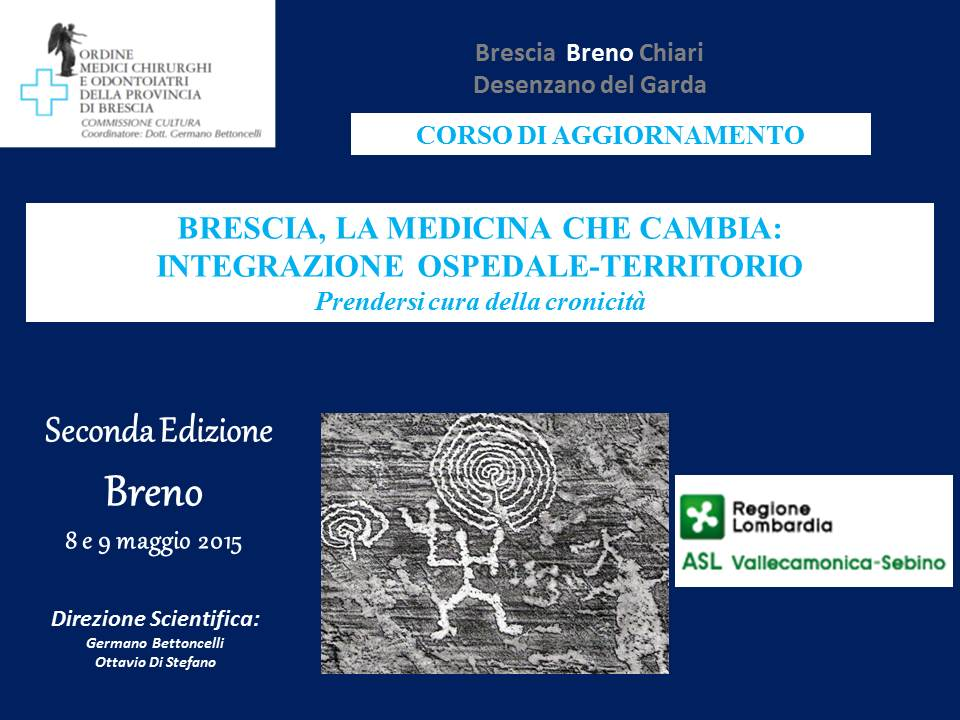 ORDINE
MEDICI CHIRURGHI
E ODONTOIATRI
DELLA PROVINCIA
DI BRESCIA
COMMISSIONE CULTURA
Coordinatore: Dott. Germano Bettoncelli
Brescia Breno Chiari
Desenzano del Garda
CORSO DI AGGIORNAMENTO
BRESCIA, LA MEDICINA CHE CAMBIA:
INTEGRAZIONE OSPEDALE-TERRITORIO
Prendersi cura della cronicità
Seconda Edizione
Breno
8 e 9 maggio 2015
Direzione Scientifica:
Germano Bettoncelli
Ottavio Di Stefano
Regione
Lombardia
ASL Vallecamonica-Sebino